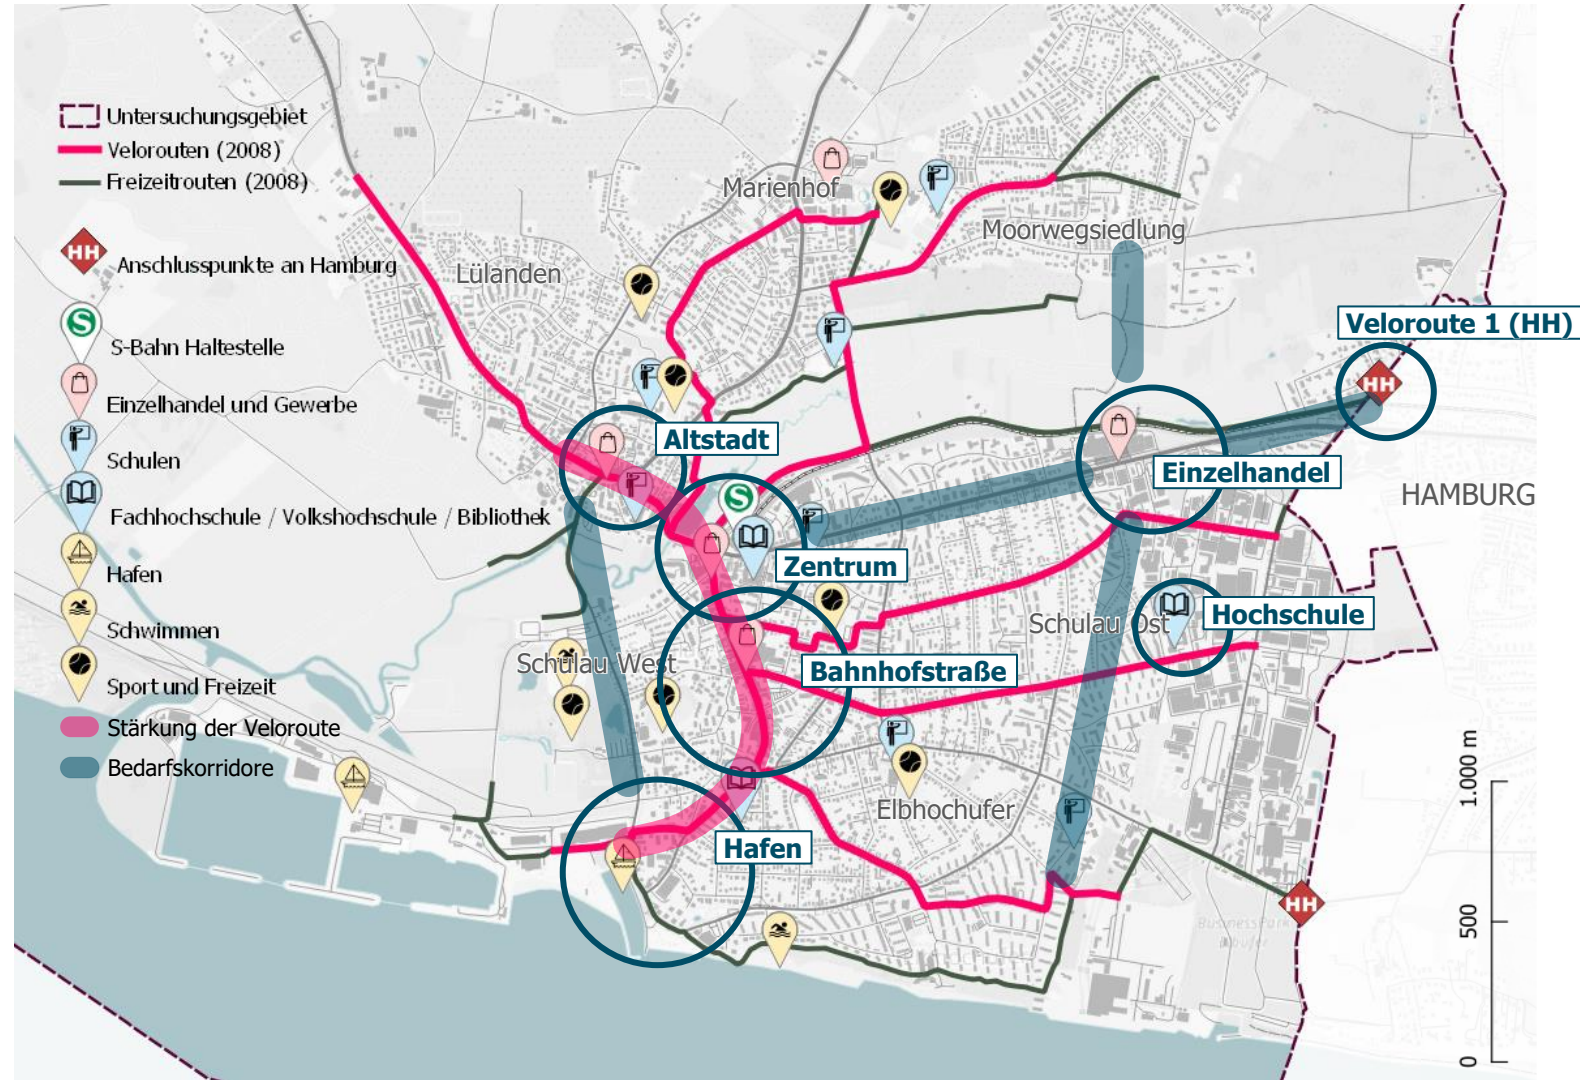 Untersuchungsgebiet
Velorouten (2008)
Freizeitrouten (2008)
HH
Anschlusspunkte an Hamburg
S
S-Bahn Haltestelle
Einzelhandel und Gewerbe
Schulen
Fachhochschule / Volkshochschule / Bibliothek
Hafen
Schwimmen
Sport und Freizeit
Stärkung der Veloroute
Bedarfskorridore
Marienhof
Moorwegsiedlung
Lülanden
Veloroute 1 (HH)
HH
Altstadt
Einzelhandel
HAMBURG
S
Zentrum
Hochschule
Schulau Ost
Schulau West
Bahnhofstraße
Elbhochufer
Hafen
HH
1.000 m
500
0